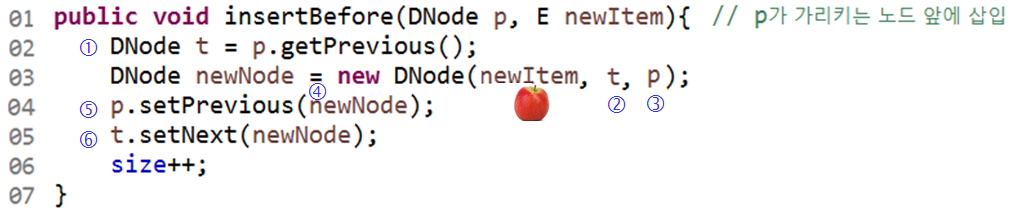 01 public void insertBefore(DNode p, E newItem){ // p가 가리키는 노드 앞에 삽입
02 ① DNode t = p.getPrevious();
03 DNode newNode = new DNode(newItem, t, p);
④ ② ③
04 ⑤ p.setPrevious(newNode);
05 ⑥ t.setNext(newNode);
06 size++;
07 }